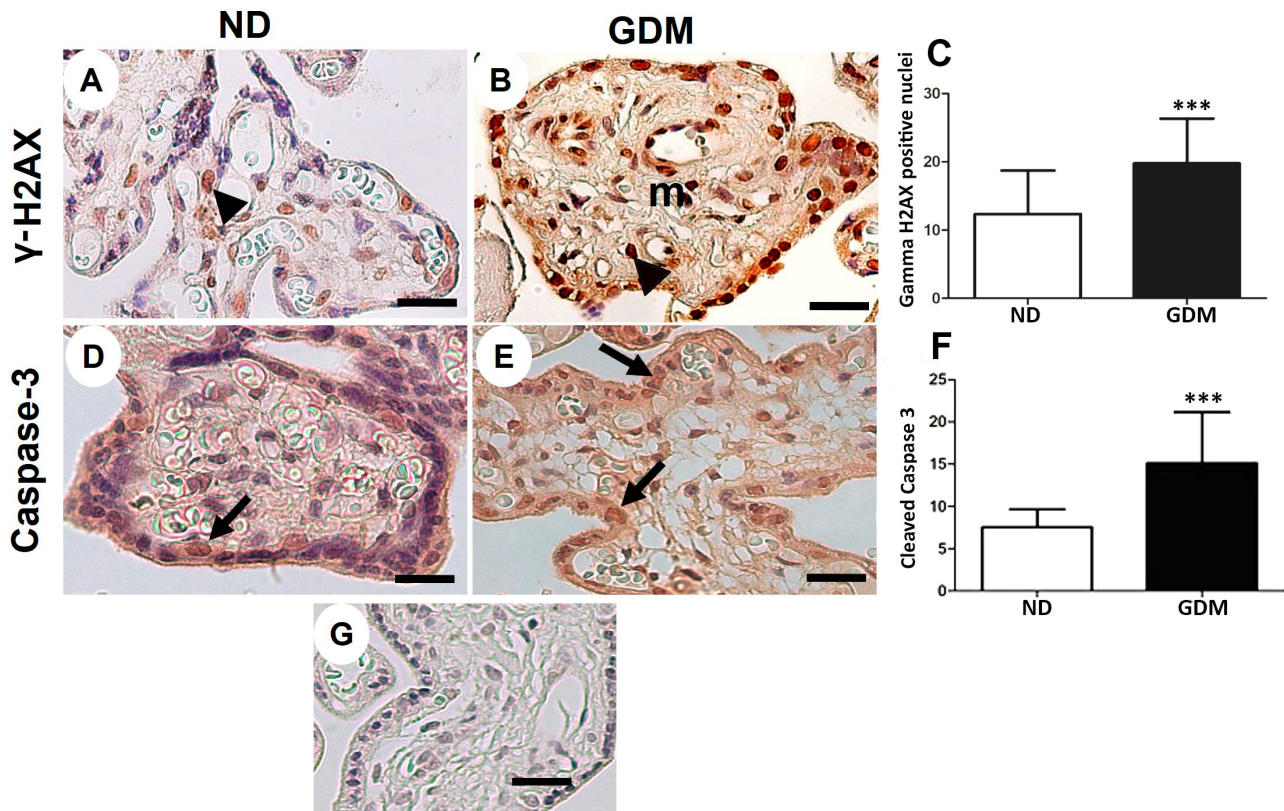 ND
GDM
γ-H2AX
A
B
m
C
Gamma H2AX positive nuclei
30
20
10
0
***
ND
GDM
Caspase-3
D
E
F
Cleaved Caspase 3
25
20
15
10
5
0
***
ND
GDM
G